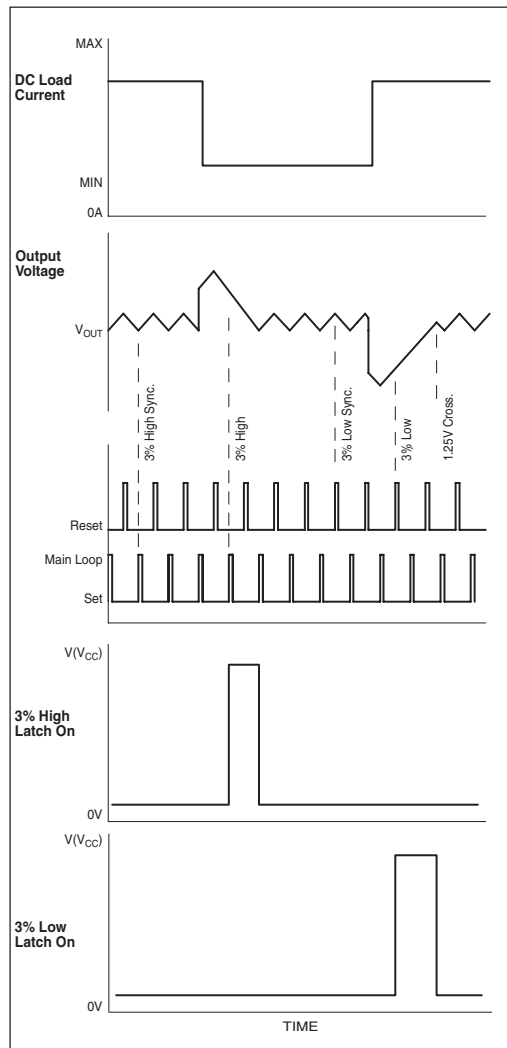 MAX
DC Load
Current
MIN
0A
Output
Voltage
VOUT
3% High Sync.
3% High
3% Low Sync.
3% Low
1.25V Cross.
Reset
Main Loop
Set
V(VCC)
3% High
Latch On
0V
V(VCC)
3% Low
Latch On
0V
TIME